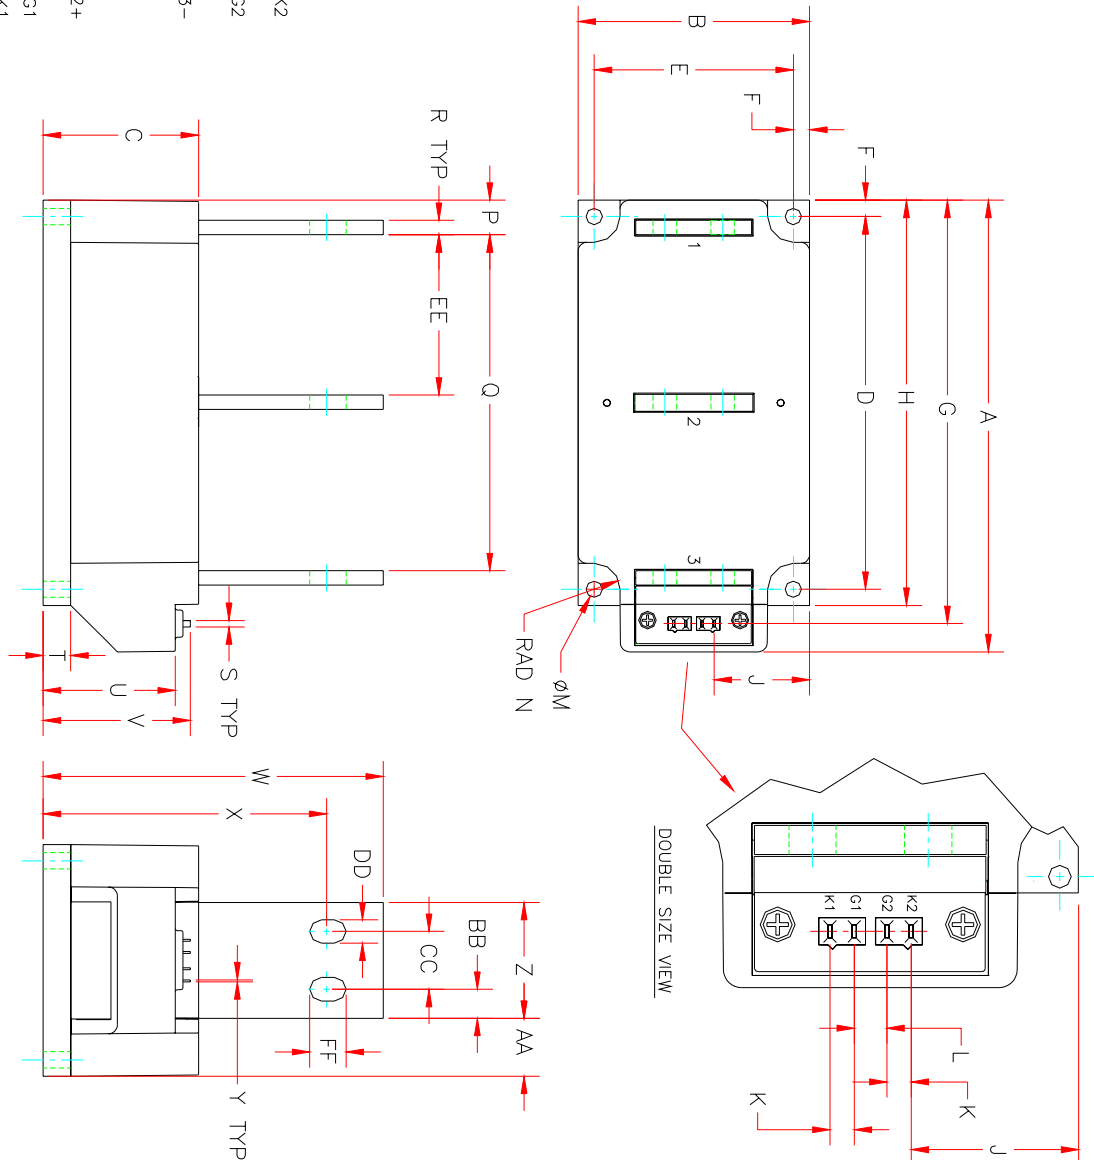 K2
G2
3-
2+
G1
K1
B
E
F
F
A
G
H
D
1
2
3
J
RAD N
ØM
R TYP
C
P
EE
Q
T
U
V
S TYP
K1
G1
G2
K2
DOUBLE SIZE VIEW
L
K
K
J
W
X
DD
CC
BB
Z
AA
FF
Y TYP